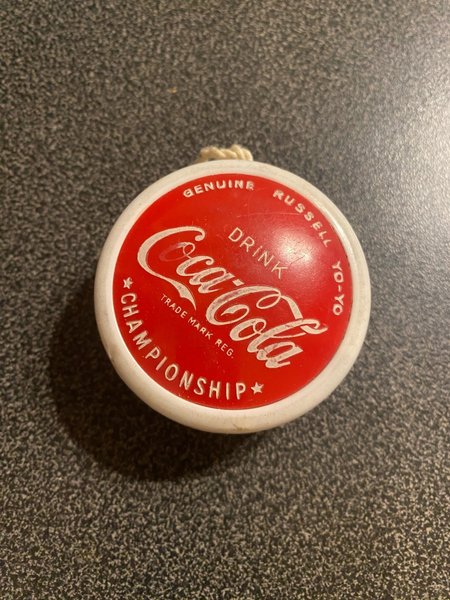 GENUINE RUSSELL YO-YO
DRINK
Coca-Cola
TRADE MARK REG.
★CHAMPIONSHIP★